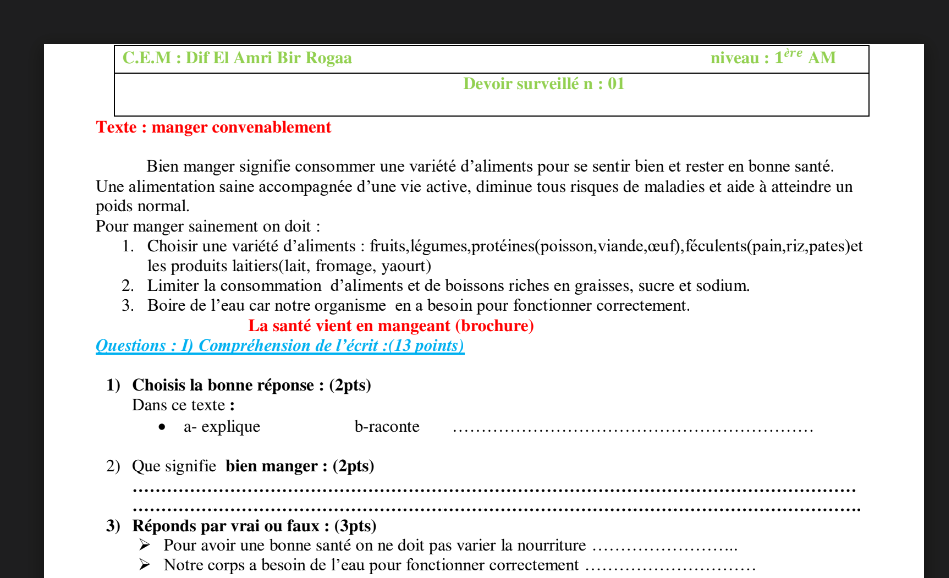 C.E.M : Dif El Amri Bir Rogaa niveau : 1ère AM
Devoir surveillé n : 01
Texte : manger convenablement
Bien manger signifie consommer une variété d’aliments pour se sentir bien et rester en bonne santé.
Une alimentation saine accompagnée d’une vie active, diminue tous risques de maladies et aide à atteindre un
poids normal.
Pour manger sainement on doit :
1. Choisir une variété d’aliments : fruits,légumes,protéines(poisson,viande,œuf),féculents(pain,riz,pates)et
les produits laitiers(lait, fromage, yaourt)
2. Limiter la consommation d’aliments et de boissons riches en graisses, sucre et sodium.
3. Boire de l’eau car notre organisme en a besoin pour fonctionner correctement.
La santé vient en mangeant (brochure)
Questions : I) Compréhension de l’écrit :(13 points)
1) Choisis la bonne réponse : (2pts)
Dans ce texte :
• a- explique b-raconte ………………………………………………………
2) Que signifie bien manger : (2pts)
………………………………………………………………………………………………………………
……………………………………………………………………………………………………………….
3) Réponds par vrai ou faux : (3pts)
➢ Pour avoir une bonne santé on ne doit pas varier la nourriture ……………………..
➢ Notre corps a besoin de l’eau pour fonctionner correctement …………………………